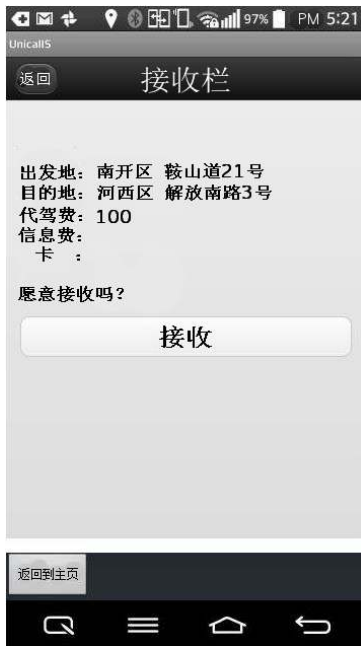 97% PM 5:21
UnicallS
返回 接收栏
出发地: 南开区 鞍山道21号
目的地: 河西区 解放南路3号
代驾费: 100
信息费:
卡 :
愿意接收吗?
接收
返回到主页